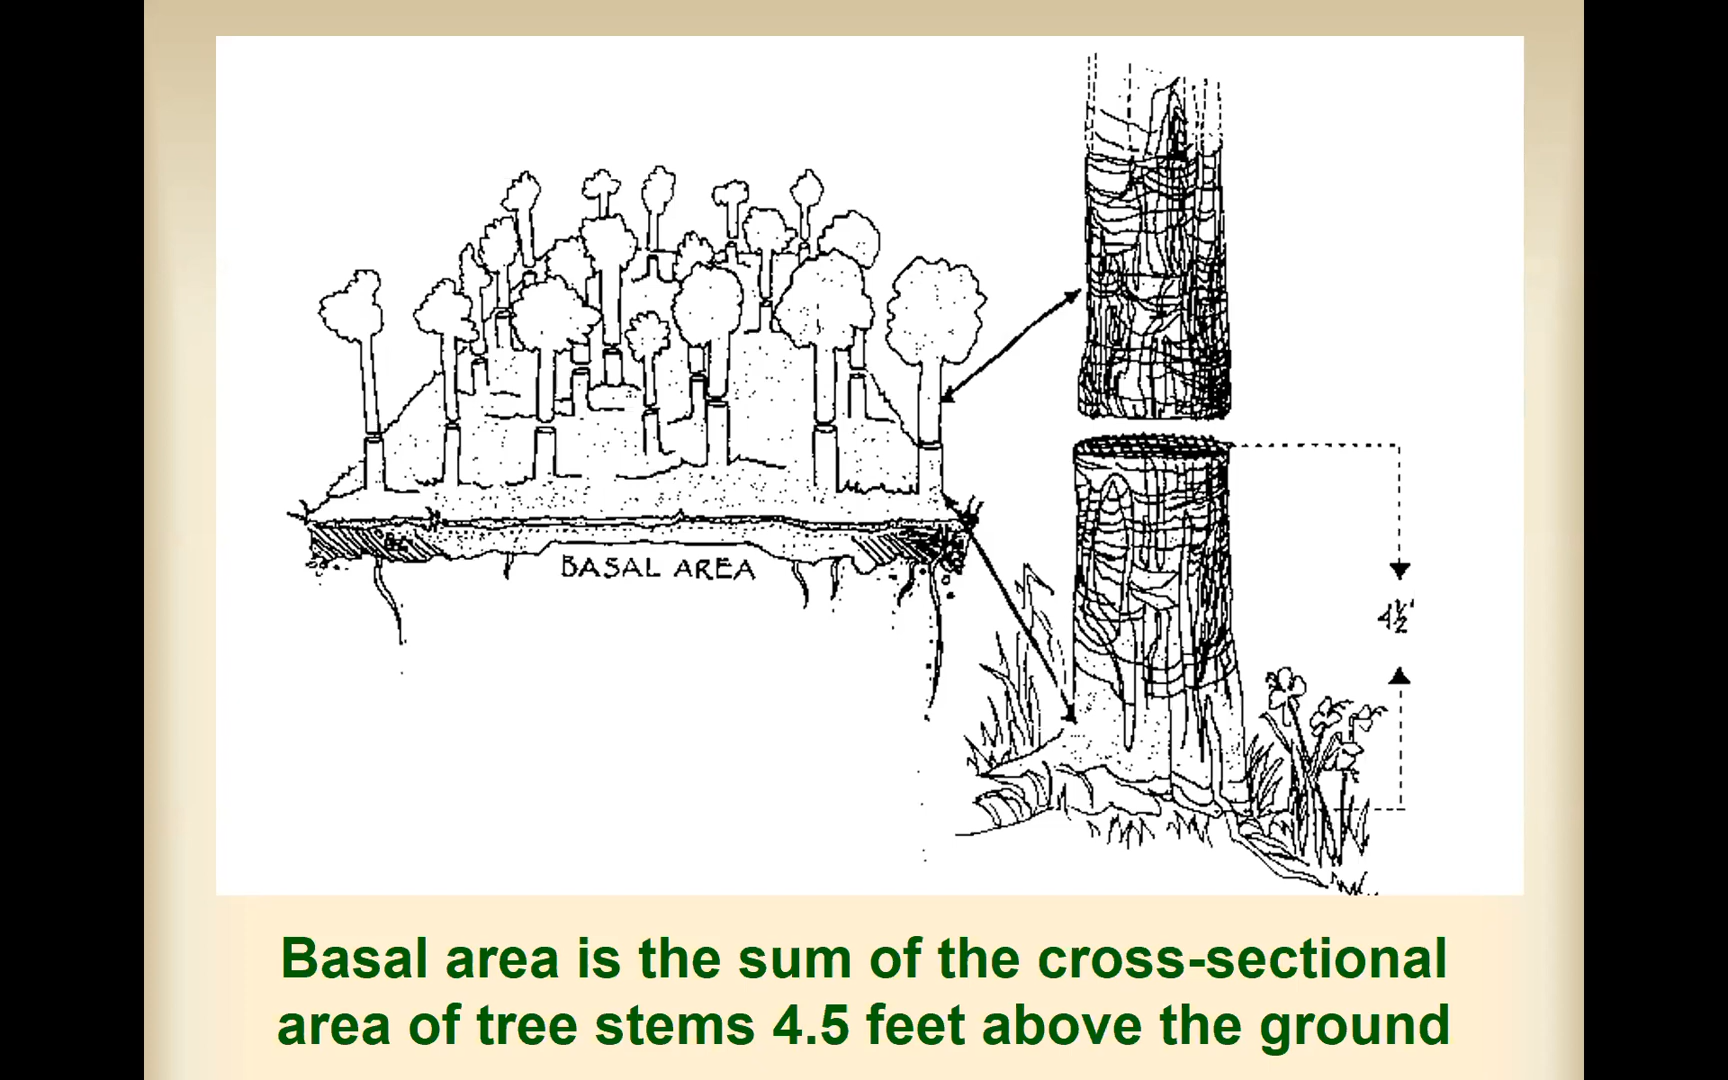 BASAL AREA
4½'
Basal area is the sum of the cross-sectional
area of tree stems 4.5 feet above the ground